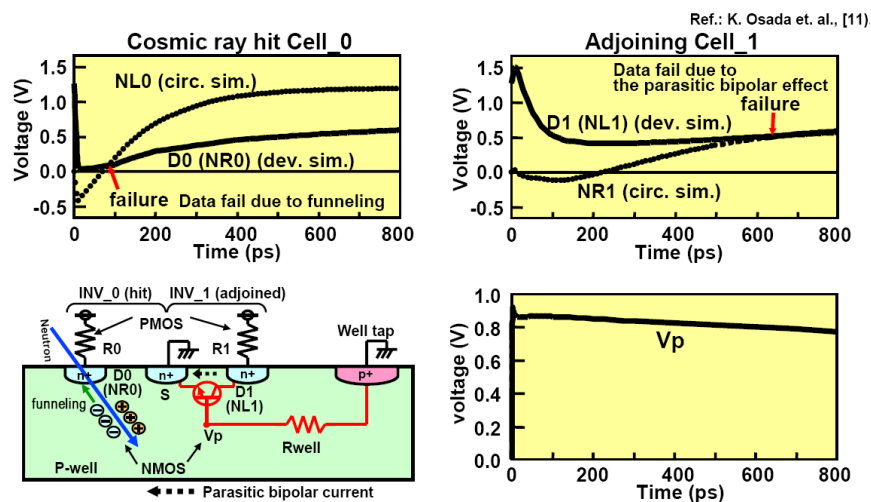 Ref.: K. Osada et. al., [11].
Cosmic ray hit Cell_0
1.5
1.0
0.5
0.0
-0.5
Voltage (V)
NL0 (circ. sim.)
D0 (NR0) (dev. sim.)
failure
Data fail due to funneling
0
200
400
600
800
Time (ps)
Adjoining Cell_1
1.5
1.0
0.5
0.0
-0.5
Voltage (V)
Data fail due to
the parasitic bipolar effect
failure
D1 (NL1) (dev. sim.)
NR1 (circ. sim.)
0
200
400
600
800
Time (ps)
INV_0 (hit)
INV_1 (adjoined)
PMOS
Well tap
Neutron
R0
R1
n+
D0
(NR0)
n+
S
n+
D1
(NL1)
p+
funneling
Vp
Rwell
P-well
NMOS
Parasitic bipolar current
1.0
0.8
0.6
0.4
0.2
0.0
voltage (V)
Vp
0
200
400
600
800
Time (ps)